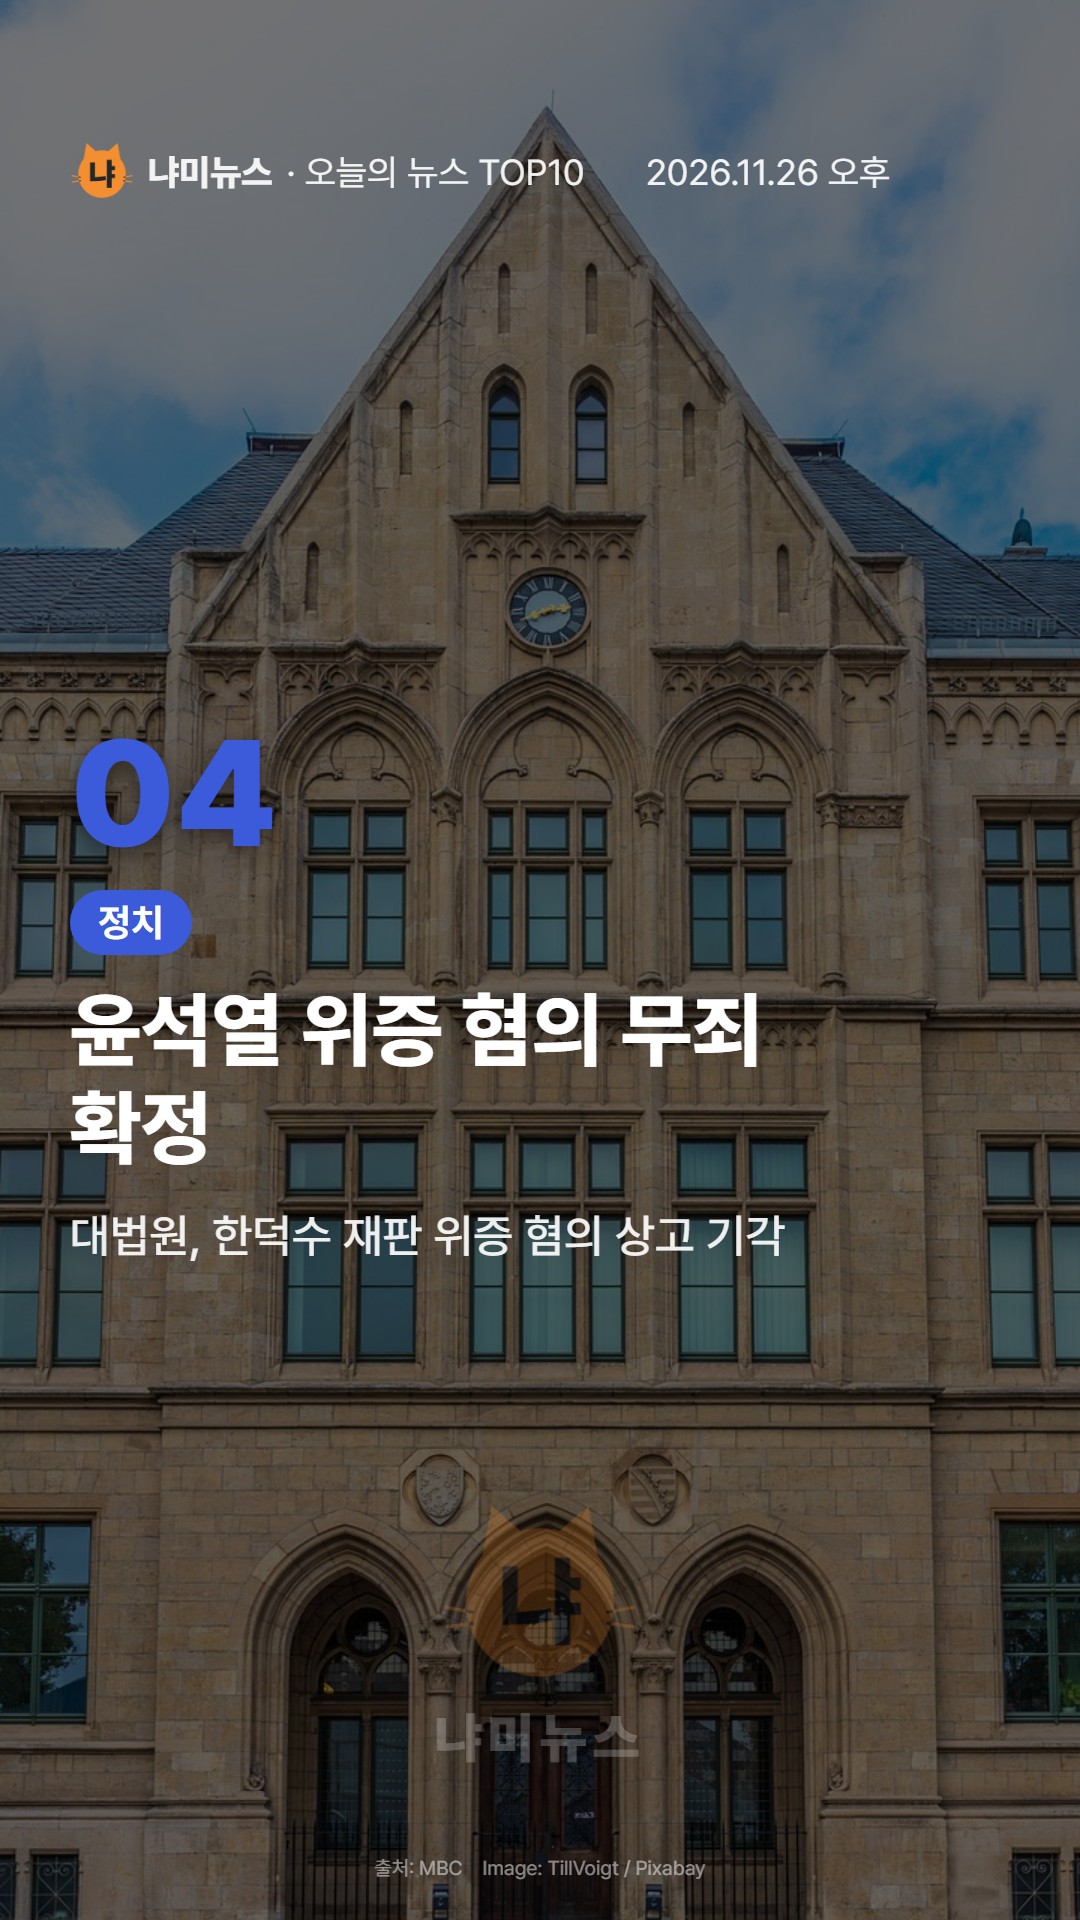 냐 냐미뉴스 · 오늘의 뉴스 TOP10 2026.11.26 오후
04
정치
윤석열 위증 혐의 무죄
확정
대법원, 한덕수 재판 위증 혐의 상고 기각
냐
냐미뉴스
출처: MBC Image: TillVoigt / Pixabay